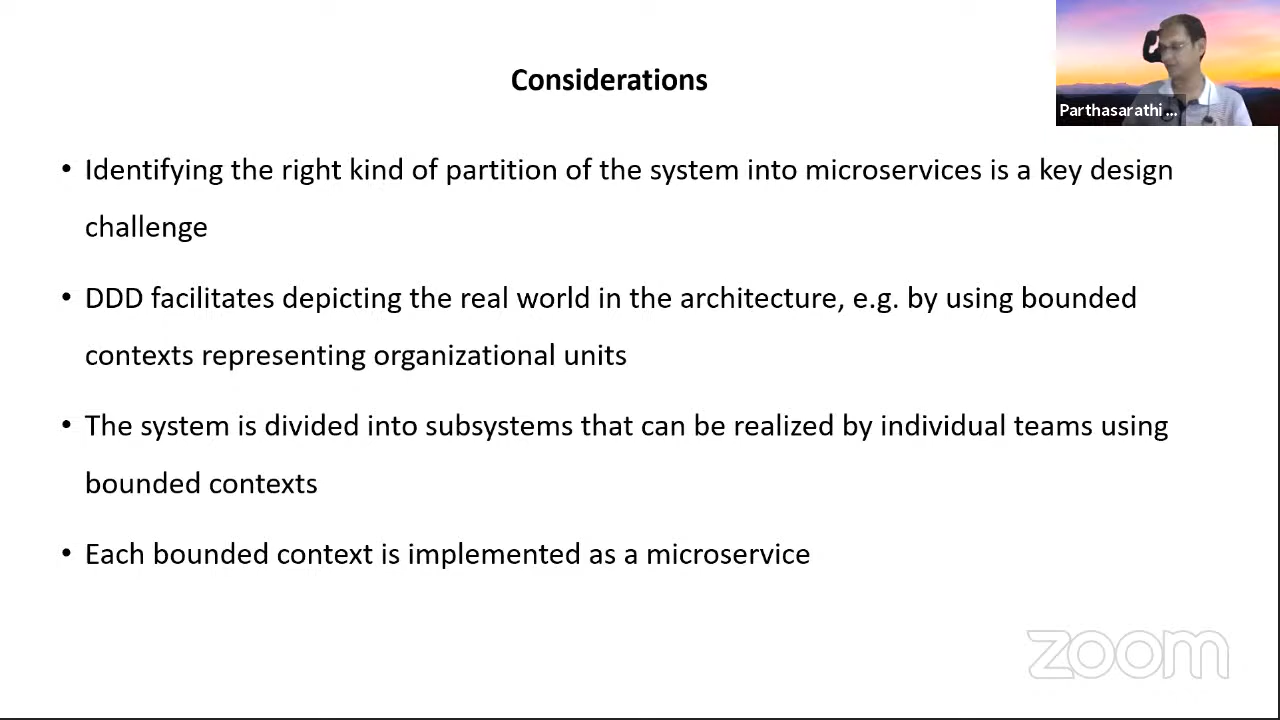 Considerations
Parthasarathi ...
• Identifying the right kind of partition of the system into microservices is a key design
challenge
• DDD facilitates depicting the real world in the architecture, e.g. by using bounded
contexts representing organizational units
• The system is divided into subsystems that can be realized by individual teams using
bounded contexts
• Each bounded context is implemented as a microservice
zoom